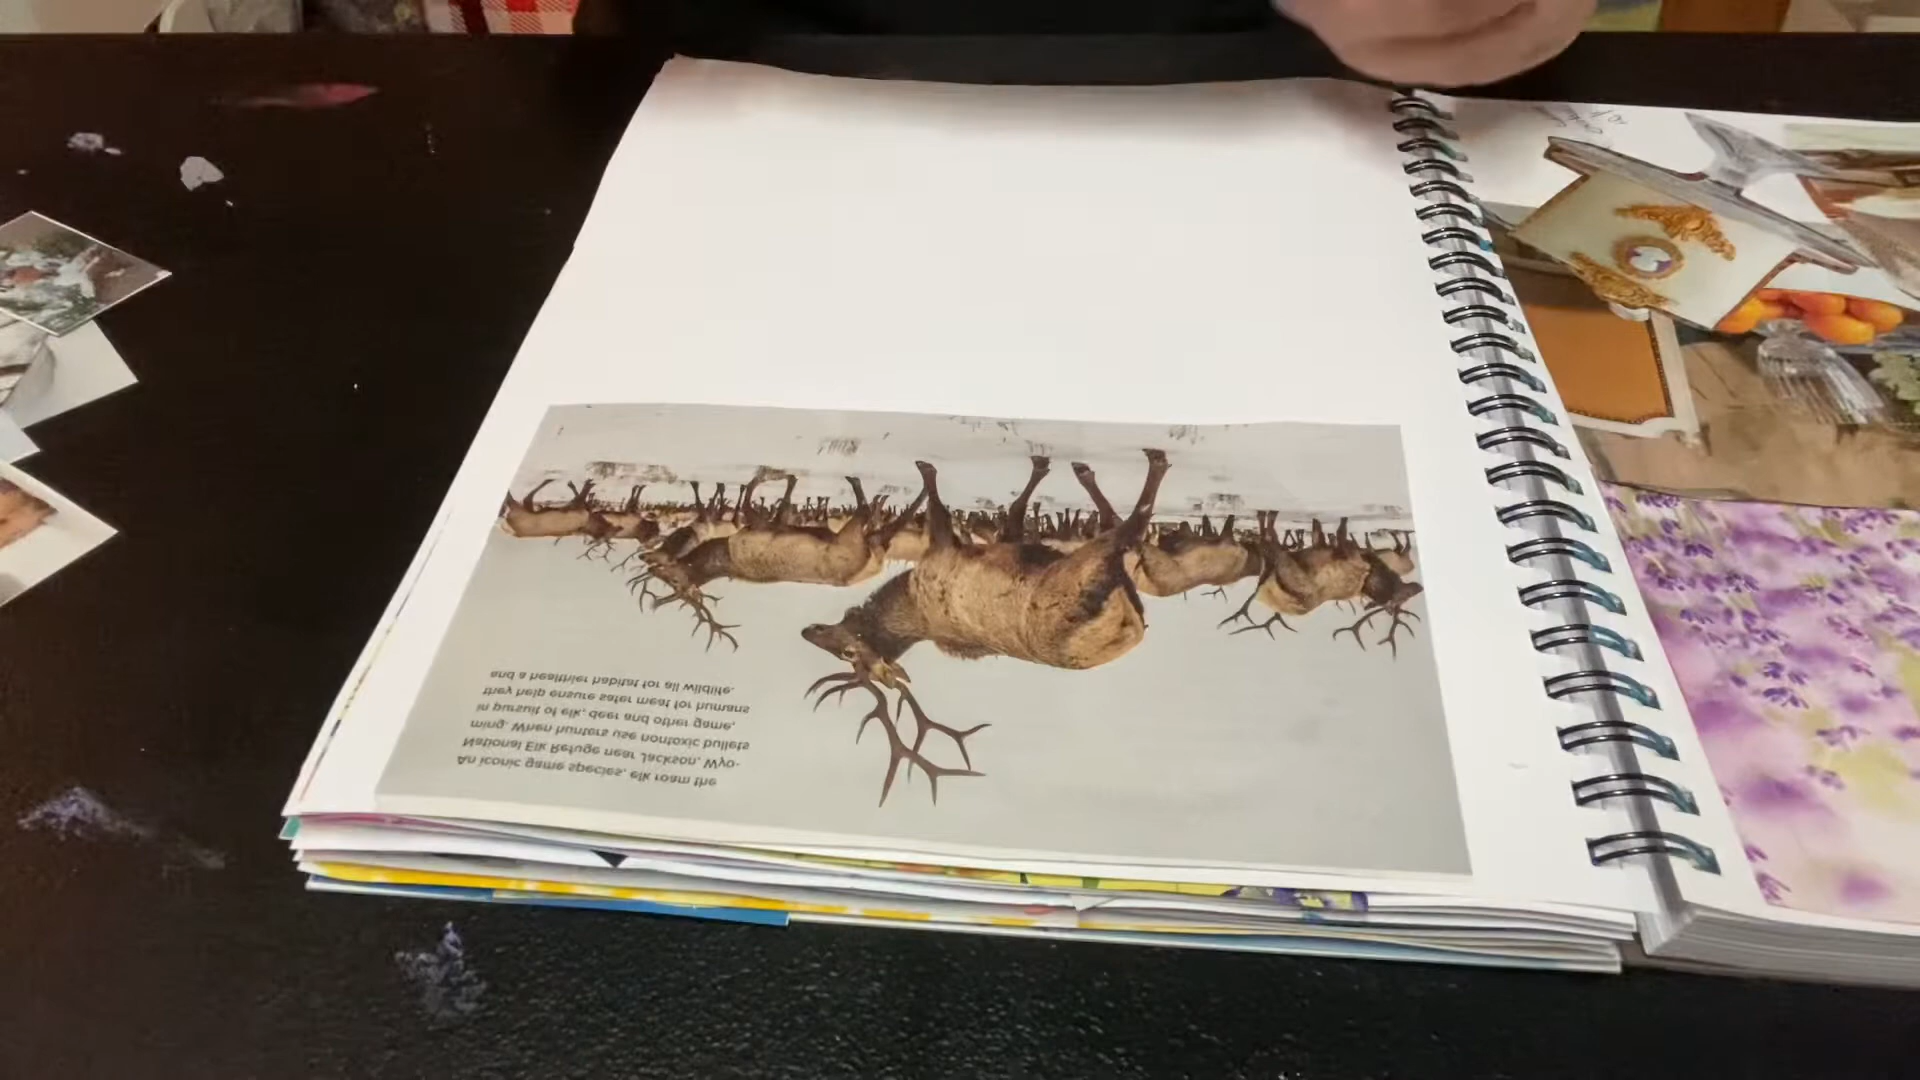 An iconic game species, elk roam the
National Elk Refuge near Jackson, Wyo-
ming. When hunters use nontoxic bullets
in pursuit of elk, deer and other game,
they help ensure safer meat for humans
and a healthier habitat for all wildlife.